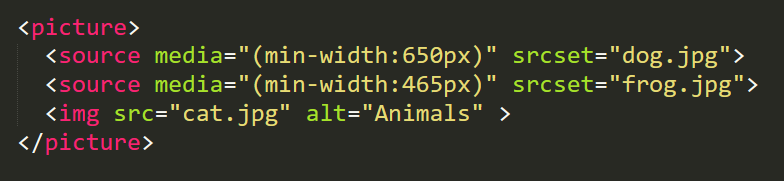 <picture>
  <source media="(min-width:650px)" srcset="dog.jpg">
  <source media="(min-width:465px)" srcset="frog.jpg">
  <img src="cat.jpg" alt="Animals" >
</picture>